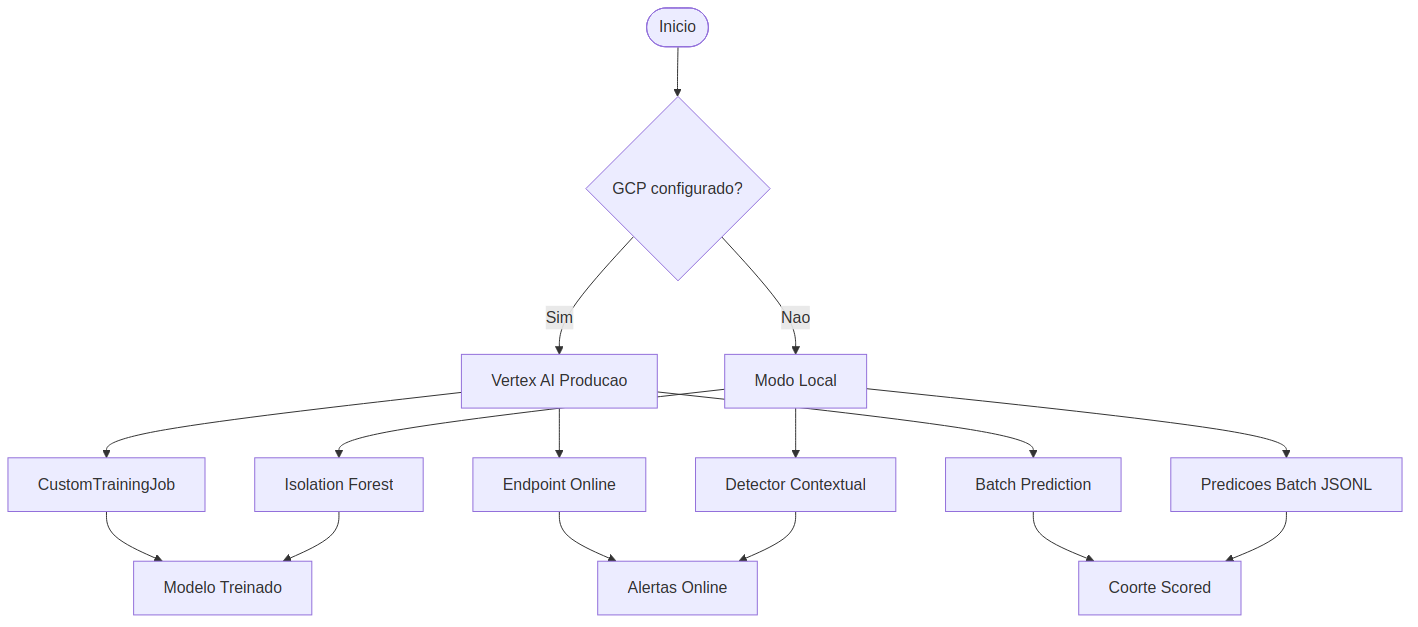 Inicio
GCP configurado?
Sim
Nao
Vertex AI Producao
Modo Local
CustomTrainingJob
Isolation Forest
Endpoint Online
Detector Contextual
Batch Prediction
Predicoes Batch JSONL
Modelo Treinado
Alertas Online
Coorte Scored